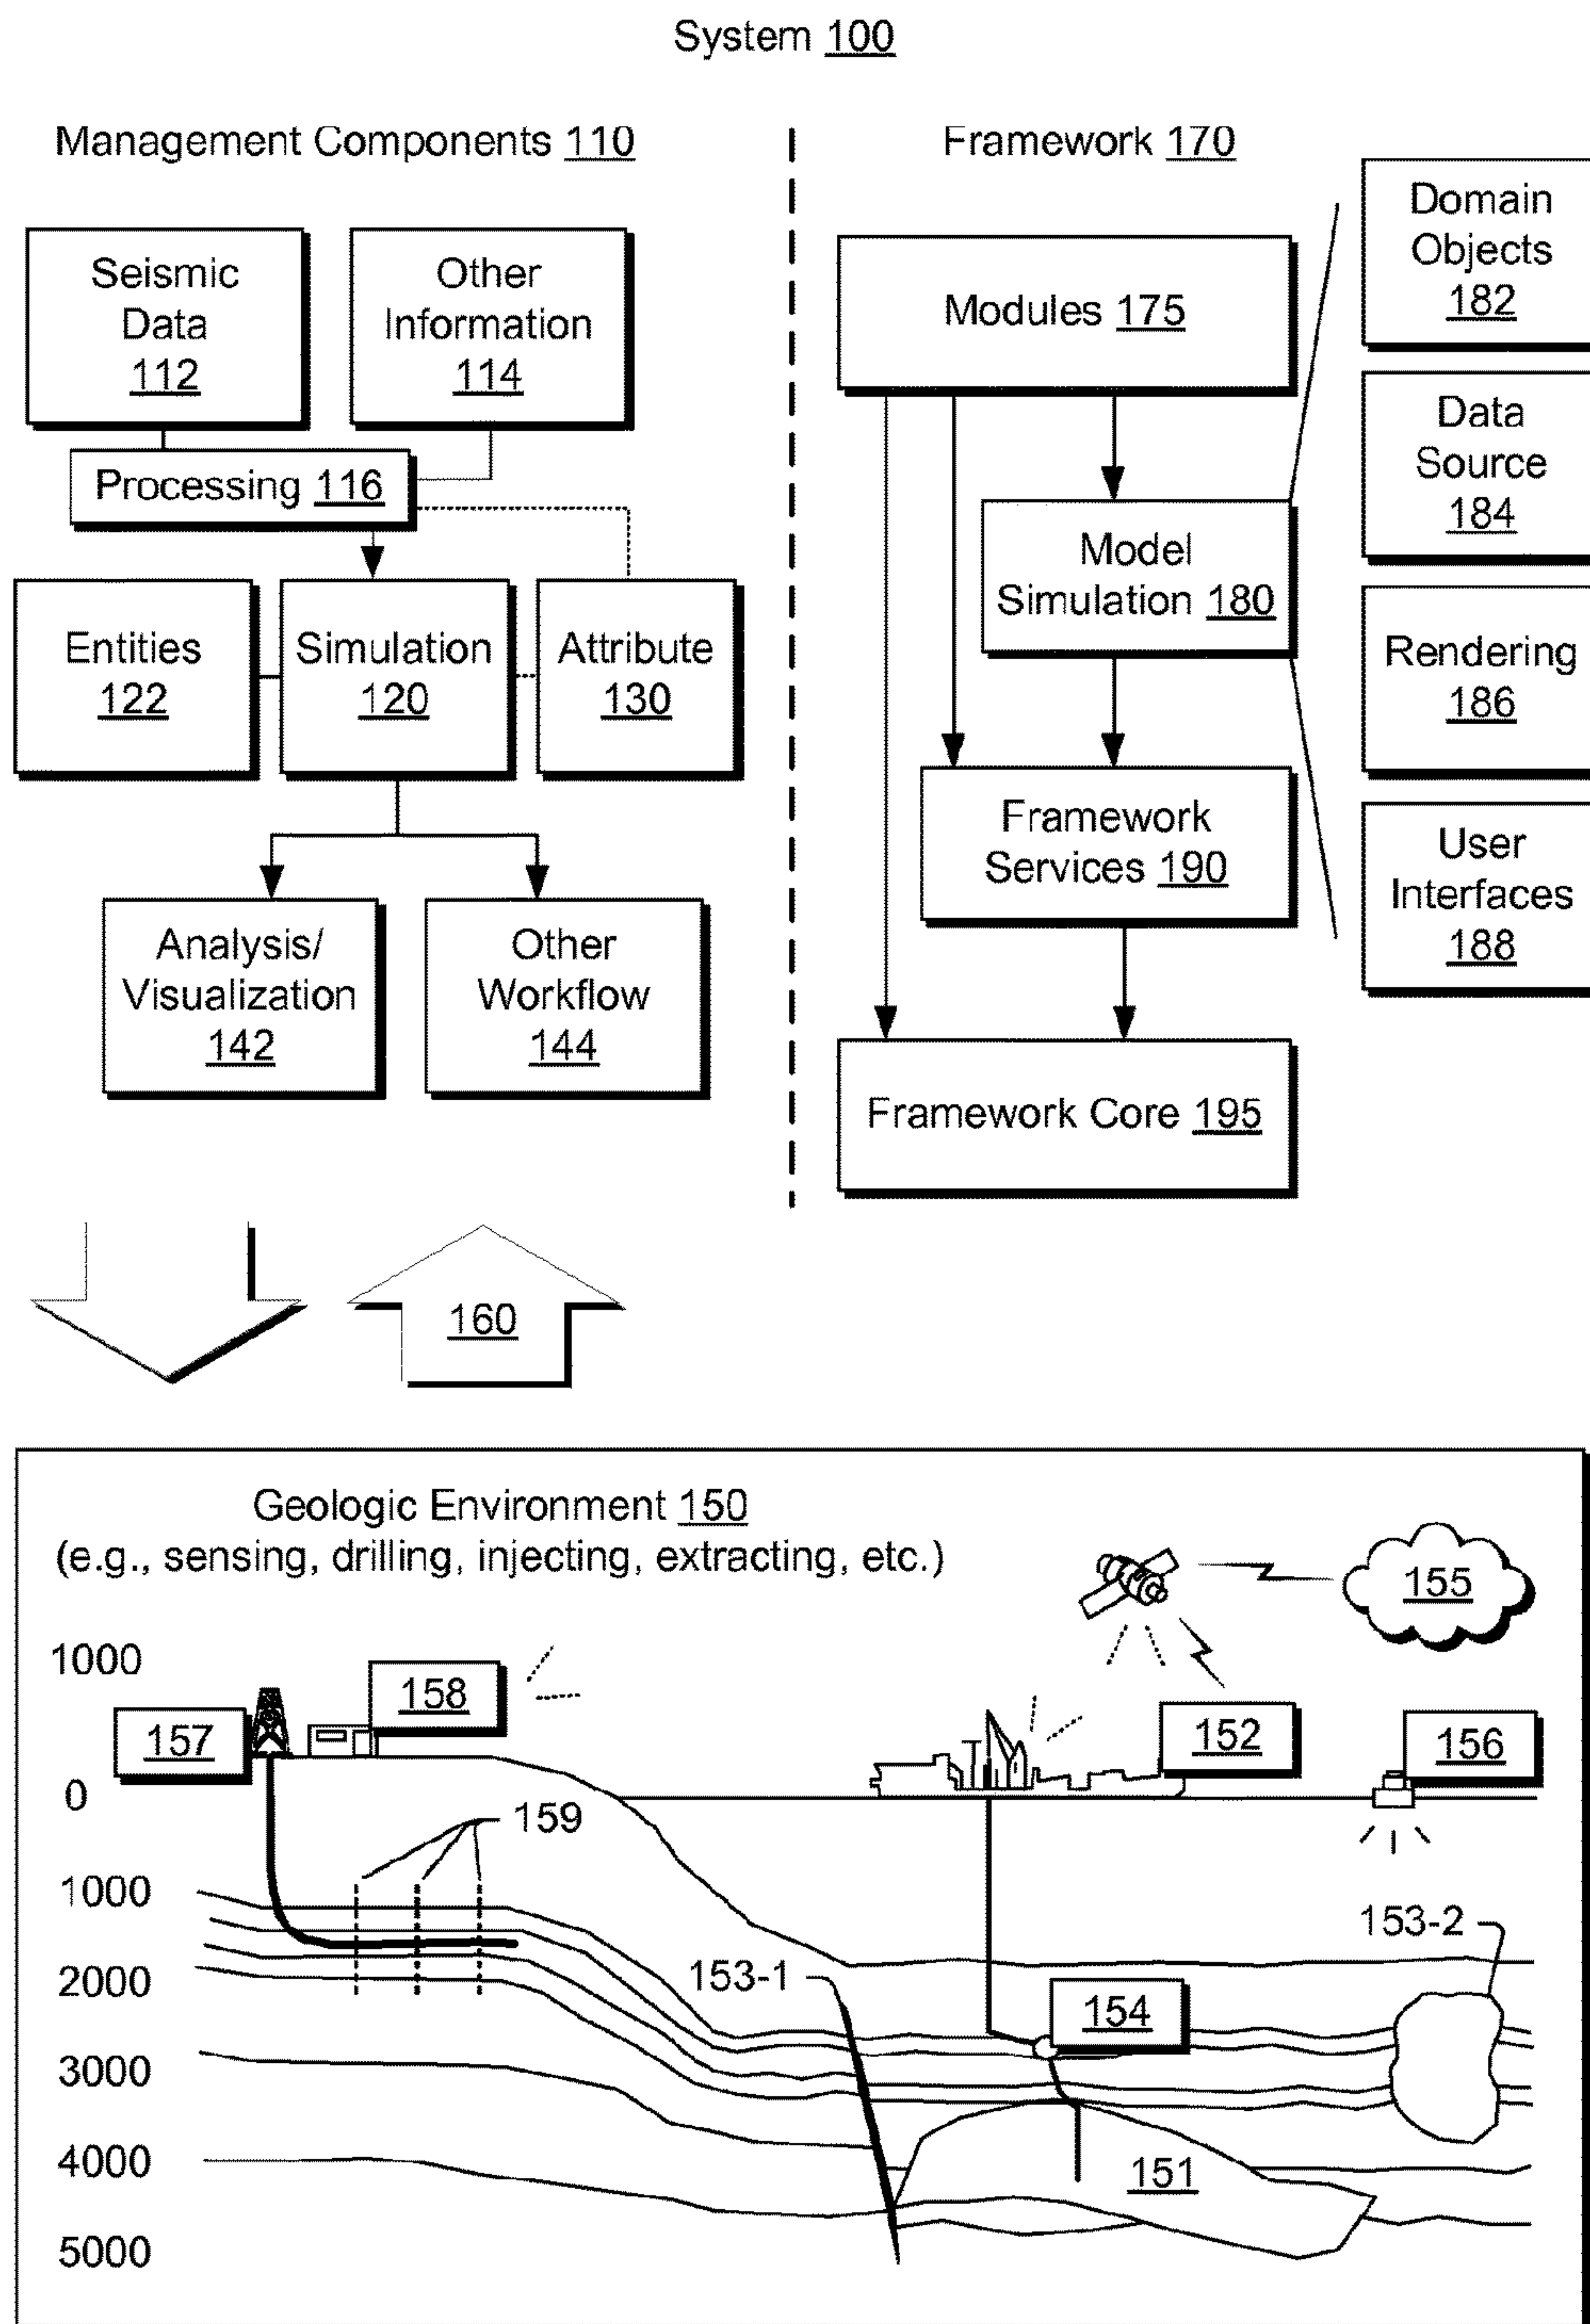 System 100
Management Components 110
Seismic
Data
112
Other
Information
114
Processing 116
Entities
122
Simulation
120
Attribute
130
Analysis/
Visualization
142
Other
Workflow
144
Framework 170
Modules 175
Model
Simulation 180
Framework
Services 190
Framework Core 195
Domain
Objects
182
Data
Source
184
Rendering
186
User
Interfaces
188
160
Geologic Environment 150
(e.g., sensing, drilling, injecting, extracting, etc.)
155
1000
158
157
152
156
0
159
1000
153-2
2000
153-1
154
3000
4000
151
5000